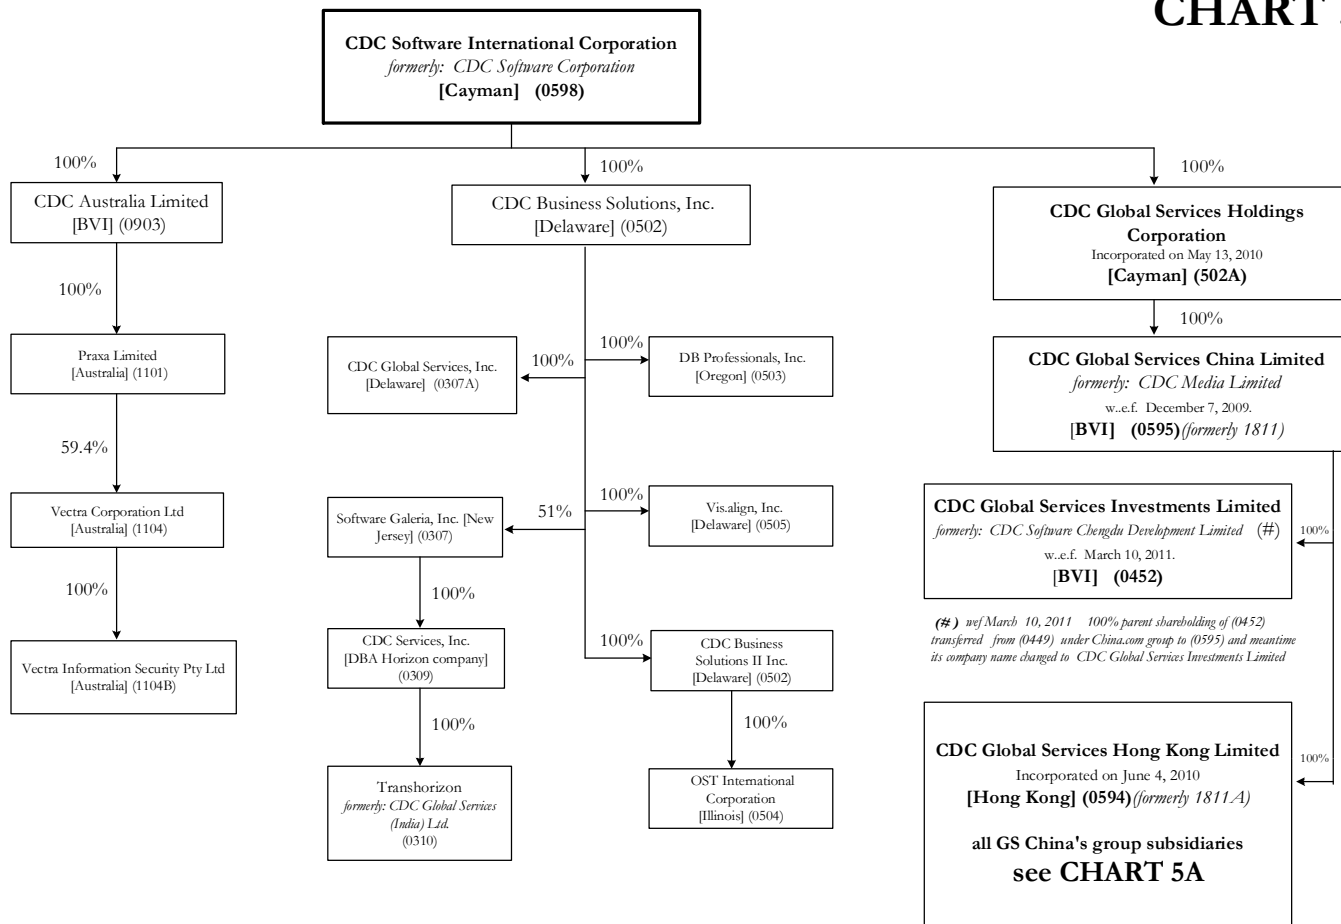 CHART
CDC Software International Corporation
formerly: CDC Software Corporation
[Cayman] (0598)
100%
100%
100%
CDC Australia Limited
[BVI] (0903)
CDC Business Solutions, Inc.
[Delaware] (0502)
CDC Global Services Holdings
Corporation
Incorporated on May 13, 2010
[Cayman] (502A)
100%
100%
Praxa Limited
[Australia] (1101)
CDC Global Services, Inc.
[Delaware] (0307A)
100%
100%
DB Professionals, Inc.
[Oregon] (0503)
CDC Global Services China Limited
formerly: CDC Media Limited
w..e.f. December 7, 2009.
[BVI] (0595)(formerly 1811)
59.4%
Vectra Corporation Ltd
[Australia] (1104)
Software Galeria, Inc. [New
Jersey] (0307)
51%
100%
Vis.align, Inc.
[Delaware] (0505)
CDC Global Services Investments Limited
formerly: CDC Software Chengdu Development Limited (#)
w..e.f. March 10, 2011.
[BVI] (0452)
100%
100%
100%
(#) wef March 10, 2011 100% parent shareholding of (0452)
transferred from (0449) under China.com group to (0595) and meantime
its company name changed to CDC Global Services Investments Limited
Vectra Information Security Pty Ltd
[Australia] (1104B)
CDC Services, Inc.
[DBA Horizon company]
(0309)
100%
CDC Business
Solutions II Inc.
[Delaware] (0502)
100%
100%
Transhorizon
formerly: CDC Global Services
(India) Ltd.
(0310)
OST International
Corporation
[Illinois] (0504)
CDC Global Services Hong Kong Limited
Incorporated on June 4, 2010
[Hong Kong] (0594)(formerly 1811A)
all GS China's group subsidiaries
see CHART 5A
100%